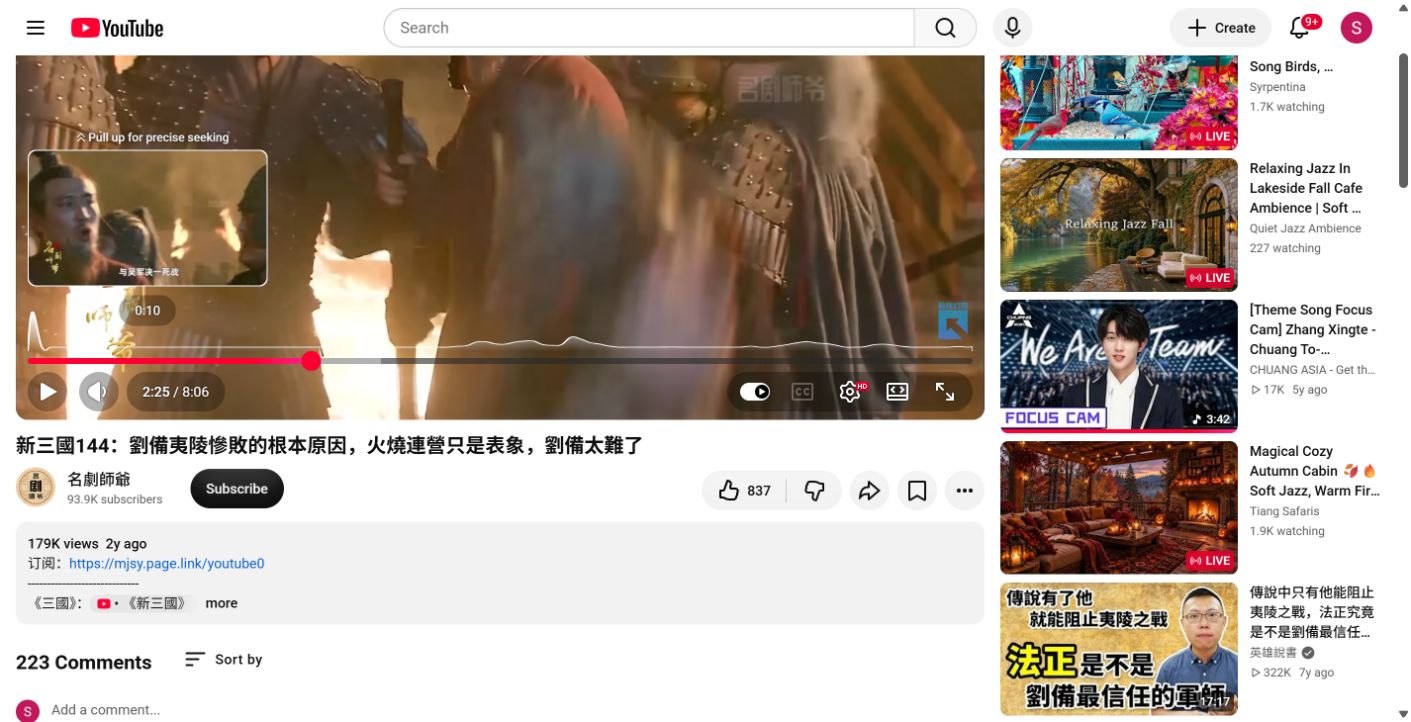 YouTube
Search
Create
9+
S
名剧師爷
Pull up for precise seeking
与吴军决一死战
0:10
2:25 / 8:06
CC
HD
新三國144：劉備夷陵慘敗的根本原因，火燒連營只是表象，劉備太難了
名劇師爺
93.9K subscribers
Subscribe
837
179K views 2y ago
订阅：https://mjsy.page.link/youtube0
----------------------------
《三國》： ・《新三國》 more
223 Comments
Sort by
S
Add a comment...
Song Birds, ...
Syrpentina
1.7K watching
LIVE
Relaxing Jazz Fall
LIVE
Relaxing Jazz In
Lakeside Fall Cafe
Ambience | Soft ...
Quiet Jazz Ambience
227 watching
CHUANG
We Are Team
FOCUS CAM
3:42
[Theme Song Focus
Cam] Zhang Xingte -
Chuang To-...
CHUANG ASIA - Get th...
17K 5y ago
LIVE
Magical Cozy
Autumn Cabin 🍂🔥
Soft Jazz, Warm Fir...
Tiang Safaris
1.9K watching
傳說有了他
就能阻止夷陵之戰
法正是不是
劉備最信任的軍師
17:17
傳說中只有他能阻止
夷陵之戰，法正究竟
是不是劉備最信任...
英雄說書
322K 7y ago